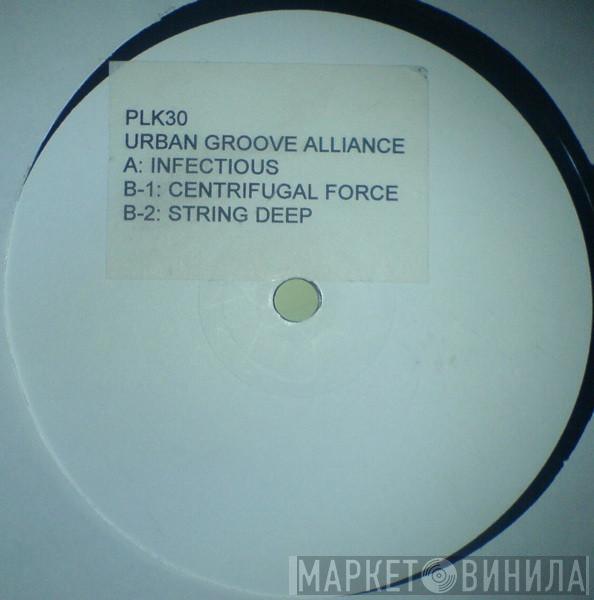 PLK30
URBAN GROOVE ALLIANCE
A: INFECTIOUS
B-1: CENTRIFUGAL FORCE
B-2: STRING DEEP
МАРКЕТ ВИНИЛА